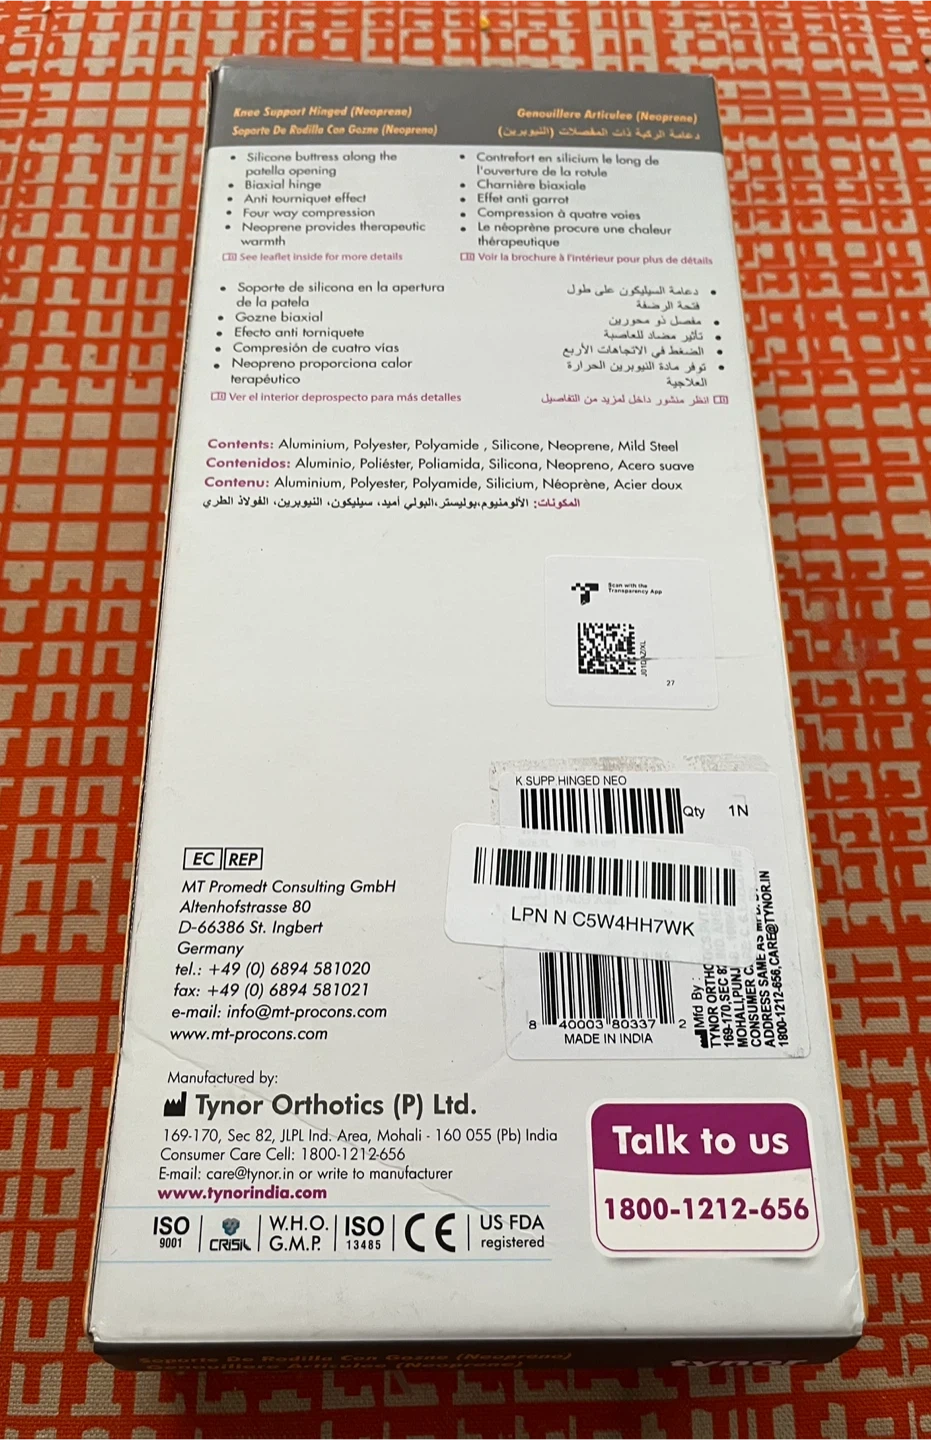 Knee Support Hinged (Neoprene)
Soporte De Rodilla Con Gozne (Neopreno)
Genouillere Articulee (Neoprene)
دعامة الركبة ذات المفصلات (النيوبرين)
• Silicone buttress along the
patella opening
• Biaxial hinge
• Anti tourniquet effect
• Four way compression
• Neoprene provides therapeutic
warmth
See leaflet inside for more details
• Contrefort en silicium le long de
l'ouverture de la rotule
• Charnière biaxiale
• Effet anti garrot
• Compression à quatre voies
• Le néoprène procure une chaleur
thérapeutique
Voir la brochure à l'intérieur pour plus de détails
• Soporte de silicona en la apertura
de la patela
• Gozne biaxial
• Efecto anti torniquete
• Compresión de cuatro vías
• Neopreno proporciona calor
terapéutico
Ver el interior deprospecto para más detalles
• دعامة السيليكون على طول
فتحة الرضفة
• مفصل ذو محورين
• تأثير مضاد للعاصبة
• الضغط في الاتجاهات الأربع
• توفر مادة النيوبرين الحرارة
العلاجية
انظر منشور داخل لمزيد من التفاصيل
Contents: Aluminium, Polyester, Polyamide , Silicone, Neoprene, Mild Steel
Contenidos: Aluminio, Poliéster, Poliamida, Silicona, Neopreno, Acero suave
Contenu: Aluminium, Polyester, Polyamide, Silicium, Néoprène, Acier doux
المكونات: الألومنيوم،بوليستر،البولي أميد، سيليكون، النيوبرين، الفولاذ الطري
Scan with the
Transparency App
27
K SUPP HINGED NEO
Qty 1N
LPN N C5W4HH7WK
8 40003 80337 2
MADE IN INDIA
Mfd By :
TYNOR ORTHO
169-170,SEC 8
MOHALI,PUNJ
CONSUMER C
ADDRESS SAME AS
1800-1212-656,CARE@TYNOR.IN
EC REP
MT Promedt Consulting GmbH
Altenhofstrasse 80
D-66386 St. Ingbert
Germany
tel.: +49 (0) 6894 581020
fax: +49 (0) 6894 581021
e-mail: info@mt-procons.com
www.mt-procons.com
Manufactured by:
Tynor Orthotics (P) Ltd.
169-170, Sec 82, JLPL Ind. Area, Mohali - 160 055 (Pb) India
Consumer Care Cell: 1800-1212-656
E-mail: care@tynor.in or write to manufacturer
www.tynorindia.com
ISO
9001
CRISIL
W.H.O.
G.M.P.
ISO
13485
CE
US FDA
registered
Talk to us
1800-1212-656
Soporte De Rodilla Con Gozne (Neopreno)
Genouillere Articulee (Neoprene)
tynor